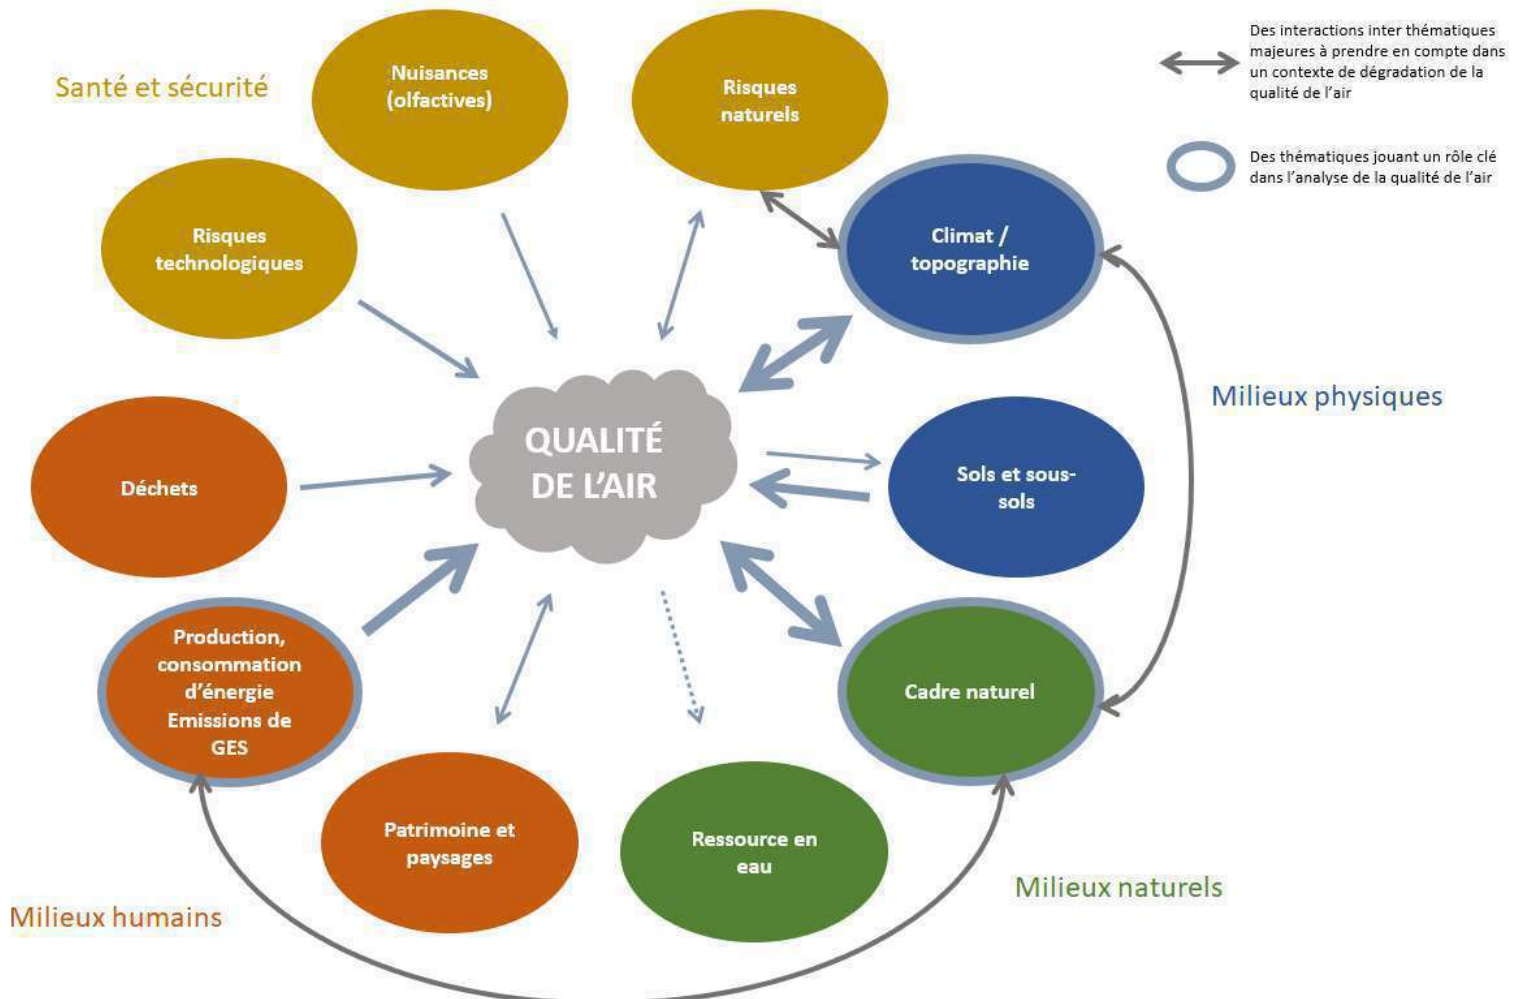 Santé et sécurité
Nuisances
(olfactives)
Risques
naturels
Des interactions inter thématiques
majeures à prendre en compte dans
un contexte de dégradation de la
qualité de l'air
Des thématiques jouant un rôle clé
dans l'analyse de la qualité de l'air
Risques
technologiques
Climat /
topographie
Milieux physiques
QUALITÉ
DE L'AIR
Déchets
Sols et sous-
sols
Production,
consommation
d'énergie
Emissions de
GES
Cadre naturel
Patrimoine et
paysages
Ressource en
eau
Milieux humains
Milieux naturels